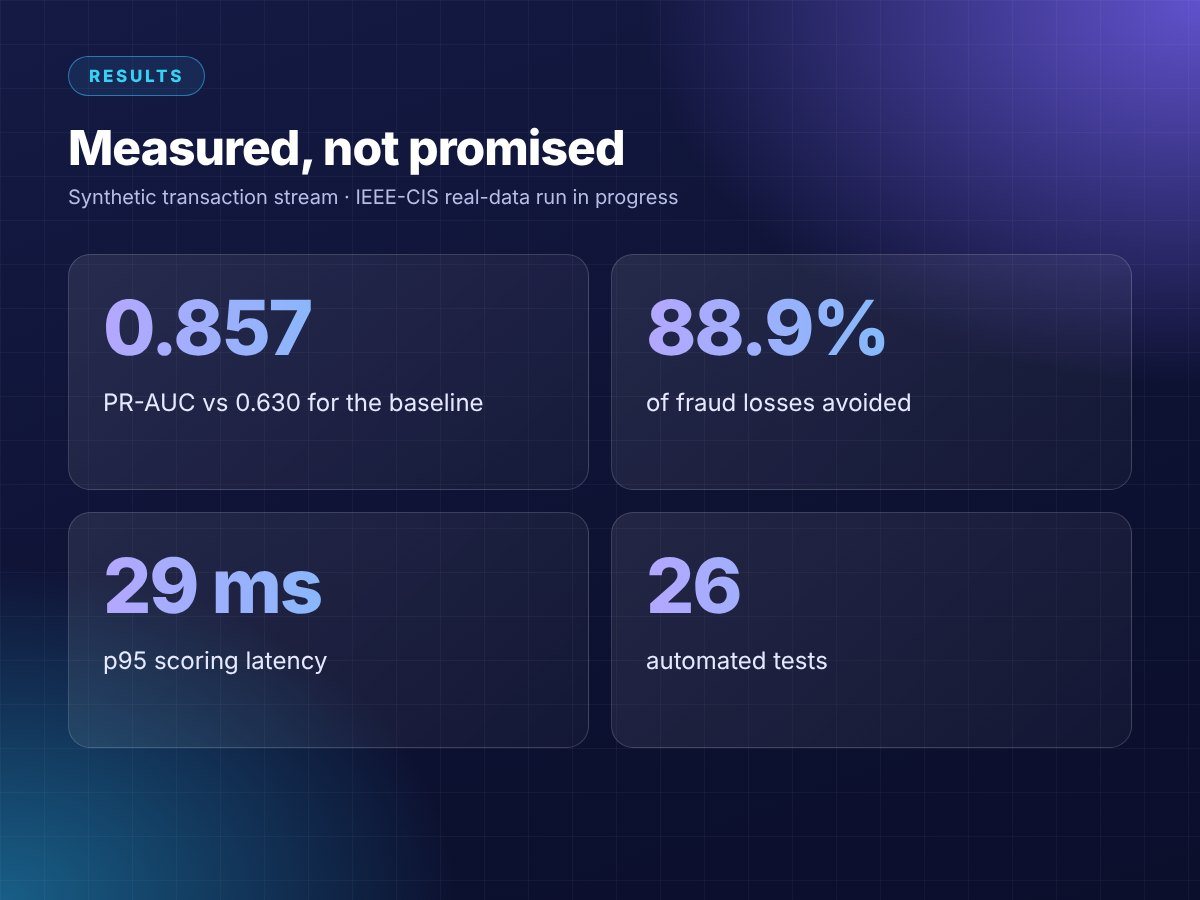 RESULTS
Measured, not promised
Synthetic transaction stream · IEEE-CIS real-data run in progress
0.857
PR-AUC vs 0.630 for the baseline
88.9%
of fraud losses avoided
29 ms
p95 scoring latency
26
automated tests